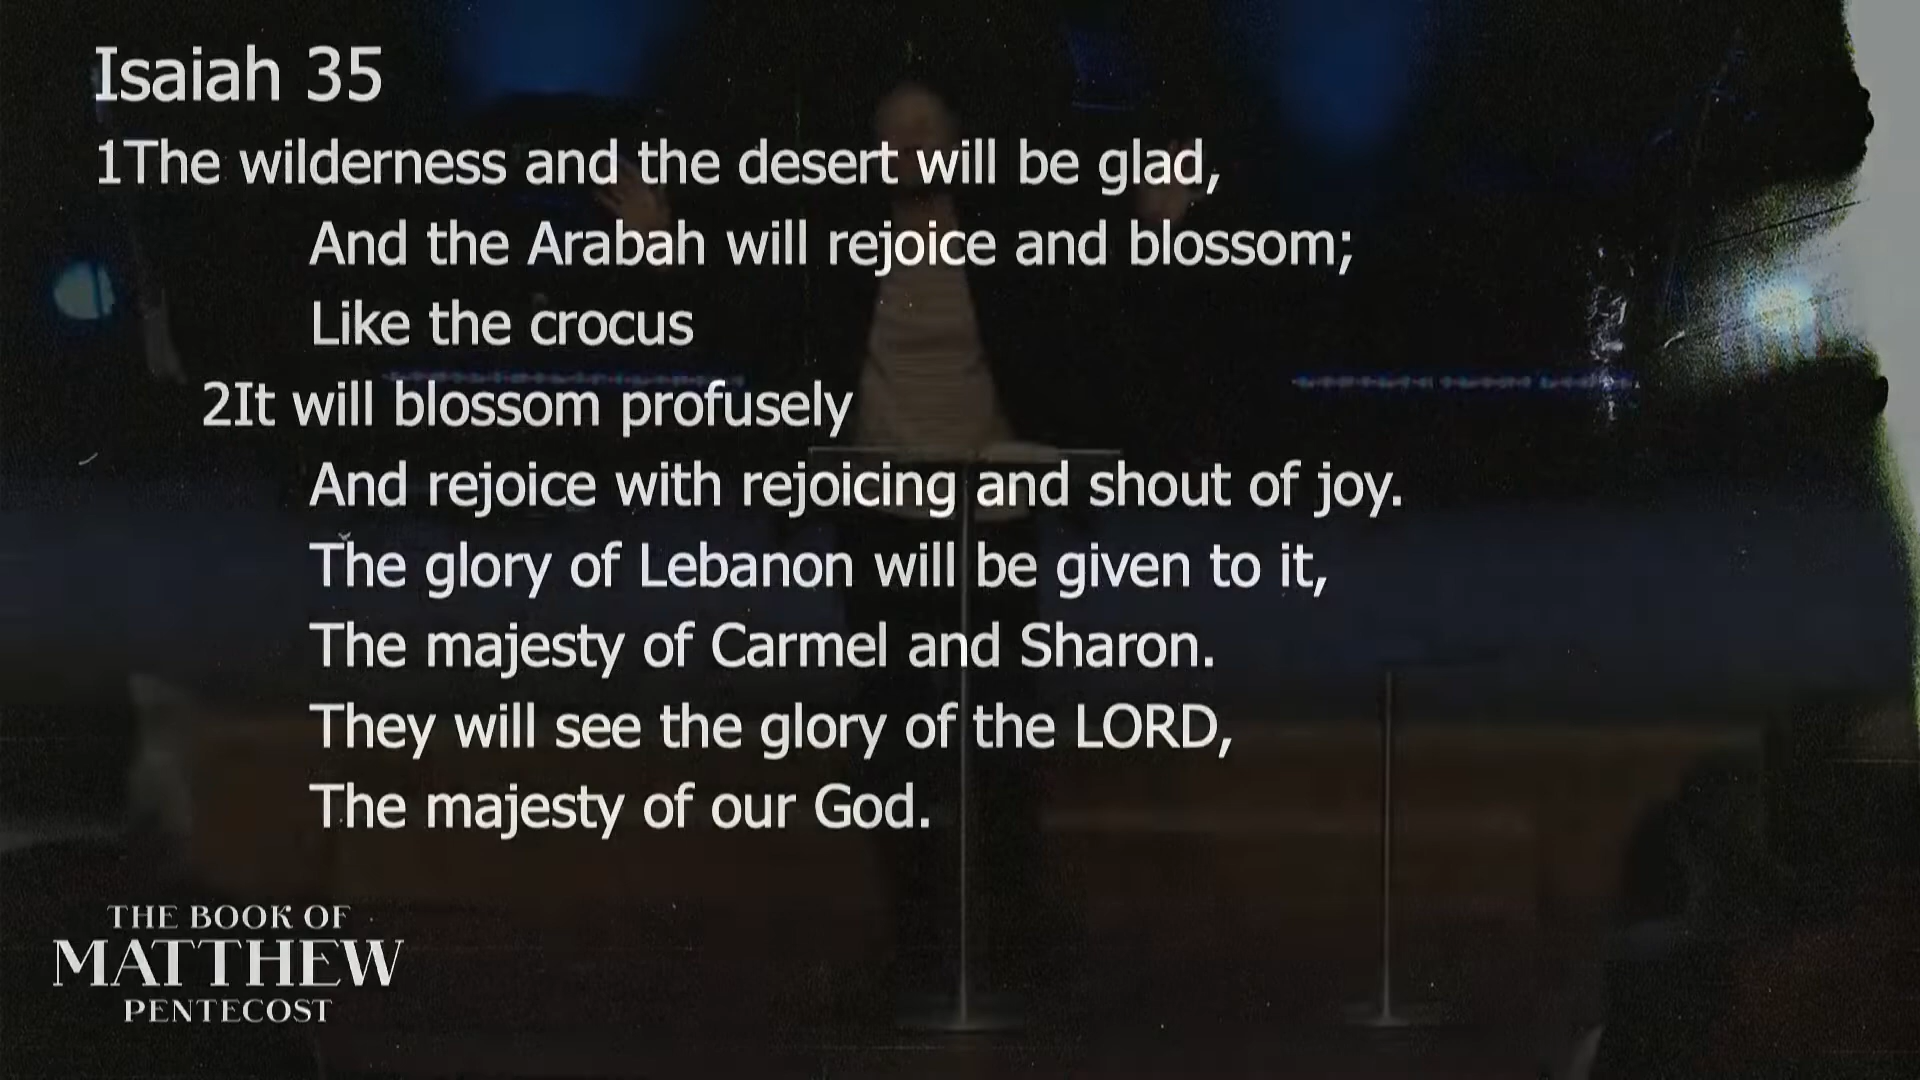 Isaiah 35
1The wilderness and the desert will be glad,
And the Arabah will rejoice and blossom;
Like the crocus
2It will blossom profusely
And rejoice with rejoicing and shout of joy.
The glory of Lebanon will be given to it,
The majesty of Carmel and Sharon.
They will see the glory of the LORD,
The majesty of our God.
THE BOOK OF
MATTHEW
PENTECOST